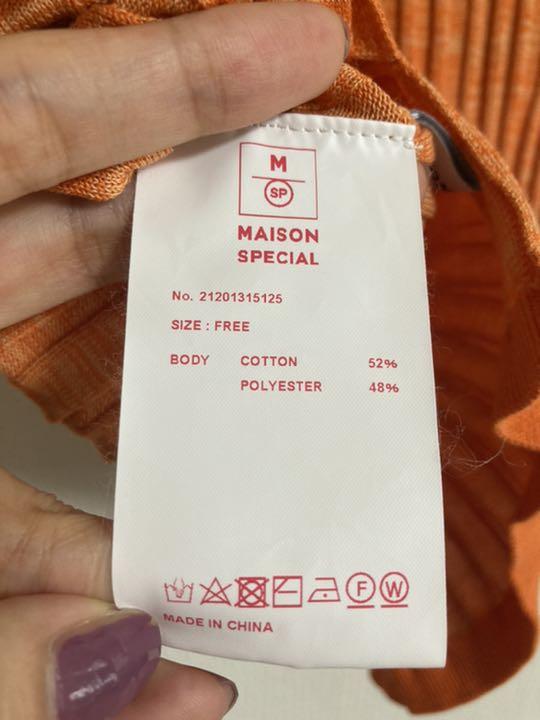 M
SP
MAISON
SPECIAL
No. 21201315125
SIZE : FREE
BODY COTTON 52%
POLYESTER 48%
F W
MADE IN CHINA